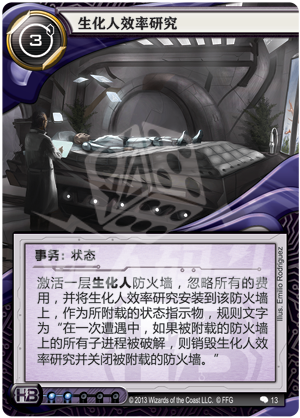 生化人效率研究
3
事务：状态
激活一层生化人防火墙，忽略所有的费
用，并将生化人效率研究安装到该防火墙
上，作为所附载的状态指示物，规则文字
为“在一次遭遇中，如果被附载的防火墙
上的所有子进程被破解，则销毁生化人效
率研究并关闭被附载的防火墙。”
Illus. Emilio Rodríguez
HB
© 2013 Wizards of the Coast LLC. © FFG
13